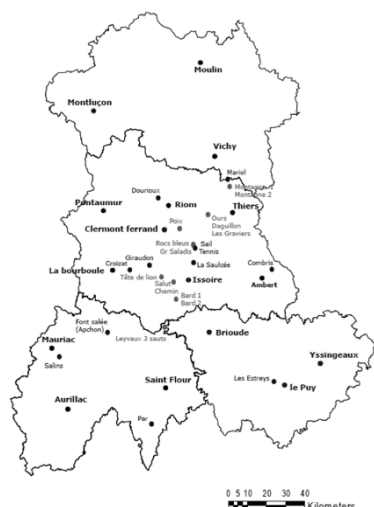 Moulin
Montluçon
Vichy
Mariol
Montagne 1
Montagne 2
Dourioux
Riom
Pontaumur
Ours
Daguillon
Les Graviers
Thiers
Poix
Clermont ferrand
Rocs bleus
Gr Saladis
Sail
Tennis
Giraudon
La Saulcée
Combris
Croizat
La bourboule
Tête de lion
Salut
Chemin
Issoire
Ambert
Bard 1
Bard 2
Font salée
(Apchon)
Leyvaux 3 sauts
Brioude
Mauriac
Salins
Yssingeaux
Les Estreys
le Puy
Saint Flour
Aurillac
Par
0 5 10 20 30 40
Kilometers